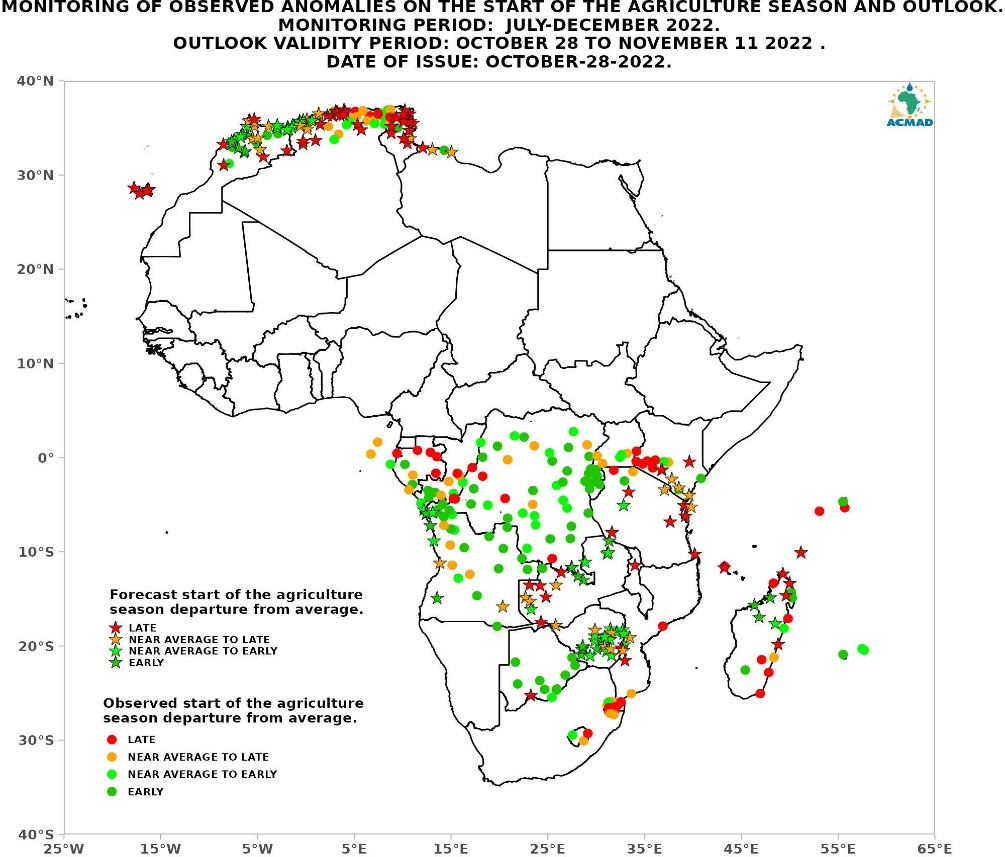 MONITORING OF OBSERVED ANOMALIES ON THE START OF THE AGRICULTURE SEASON AND OUTLOOK.
MONITORING PERIOD: JULY-DECEMBER 2022.
OUTLOOK VALIDITY PERIOD: OCTOBER 28 TO NOVEMBER 11 2022 .
DATE OF ISSUE: OCTOBER-28-2022.
40°N
ACMAD
30°N
20°N
10°N
0°
10°S
Forecast start of the agriculture
season departure from average.
LATE
NEAR AVERAGE TO LATE
NEAR AVERAGE TO EARLY
EARLY
20°S
Observed start of the agriculture
season departure from average.
30°S
LATE
NEAR AVERAGE TO LATE
NEAR AVERAGE TO EARLY
EARLY
40°S
25°W 15°W 5°W 5°E 15°E 25°E 35°E 45°E 55°E 65°E